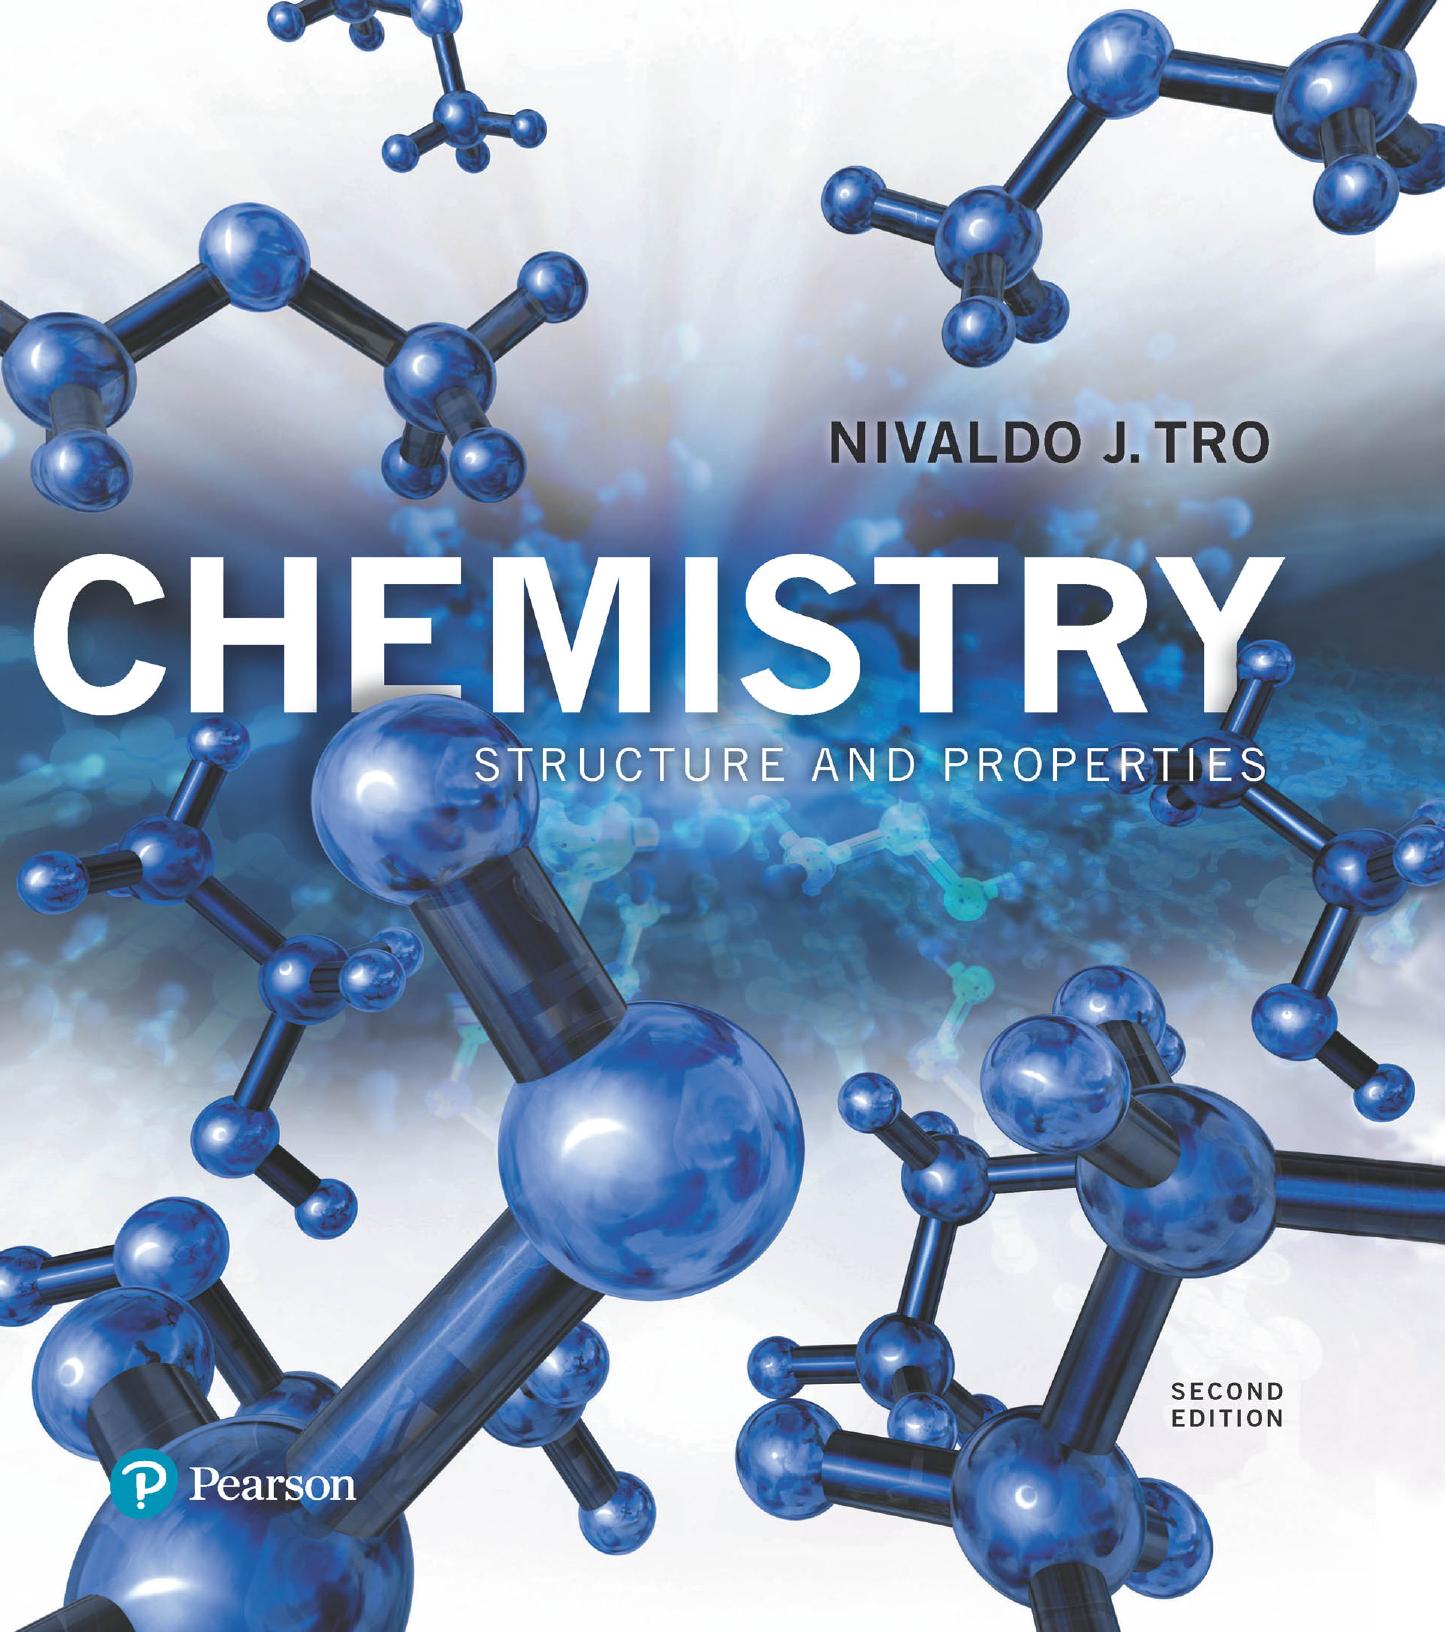 NIVALDO J. TRO
CHEMISTRY
STRUCTURE AND PROPERTIES
SECOND
EDITION
Pearson